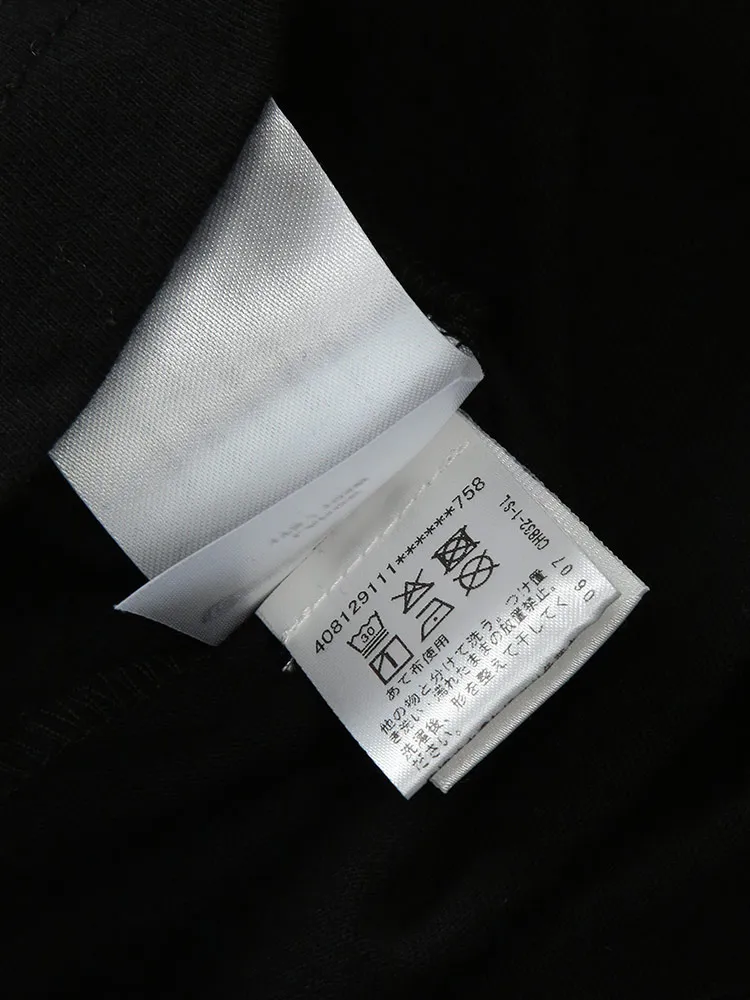 408129111******758
30
CH832-1-SL
06 07
あて布使用
他の物と分けて洗う。つけ置
き洗い、濡れたままの放置禁止。
洗濯後、形を整えて干してく
ださい。